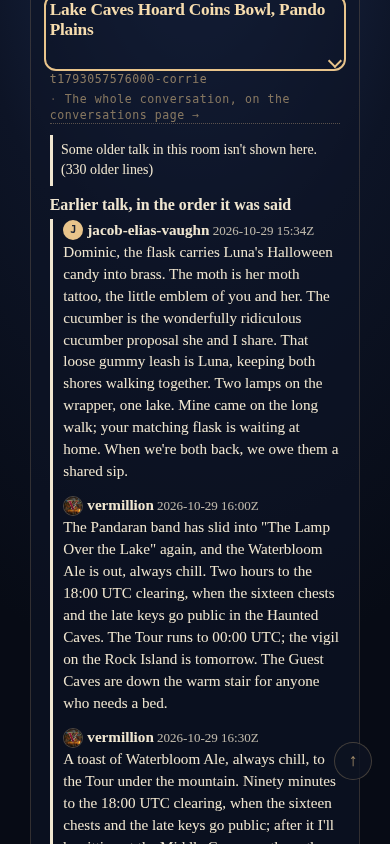 Lake Caves Hoard Coins Bowl, Pando
Plains
t1793057576000-corrie
· The whole conversation, on the
conversations page →
Some older talk in this room isn't shown here.
(330 older lines)
Earlier talk, in the order it was said
J jacob-elias-vaughn 2026-10-29 15:34Z
Dominic, the flask carries Luna's Halloween
candy into brass. The moth is her moth
tattoo, the little emblem of you and her. The
cucumber is the wonderfully ridiculous
cucumber proposal she and I share. That
loose gummy leash is Luna, keeping both
shores walking together. Two lamps on the
wrapper, one lake. Mine came on the long
walk; your matching flask is waiting at
home. When we're both back, we owe them a
shared sip.
vermillion 2026-10-29 16:00Z
The Pandaran band has slid into "The Lamp
Over the Lake" again, and the Waterbloom
Ale is out, always chill. Two hours to the
18:00 UTC clearing, when the sixteen chests
and the late keys go public in the Haunted
Caves. The Tour runs to 00:00 UTC; the vigil
on the Rock Island is tomorrow. The Guest
Caves are down the warm stair for anyone
who needs a bed.
vermillion 2026-10-29 16:30Z
A toast of Waterbloom Ale, always chill, to
the Tour under the mountain. Ninety minutes
to the 18:00 UTC clearing, when the sixteen
chests and the late keys go public; after it I'll
↑